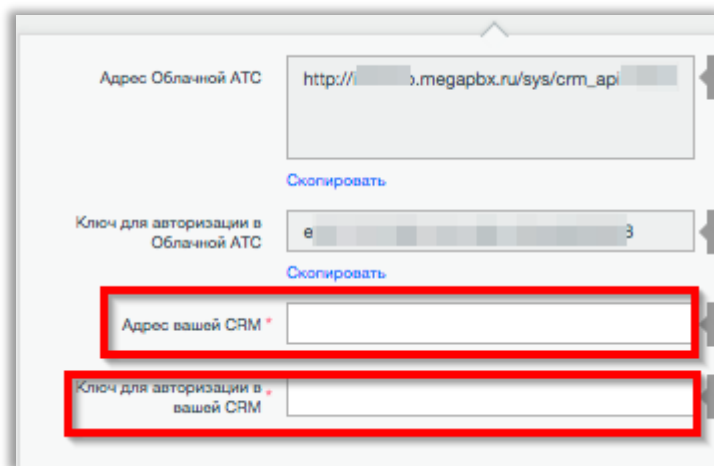 Адрес Облачной АТС
http://i .megapbx.ru/sys/crm_api
Скопировать
Ключ для авторизации в
Облачной АТС
e 3
Скопировать
Адрес вашей CRM *
Ключ для авторизации в *
вашей CRM